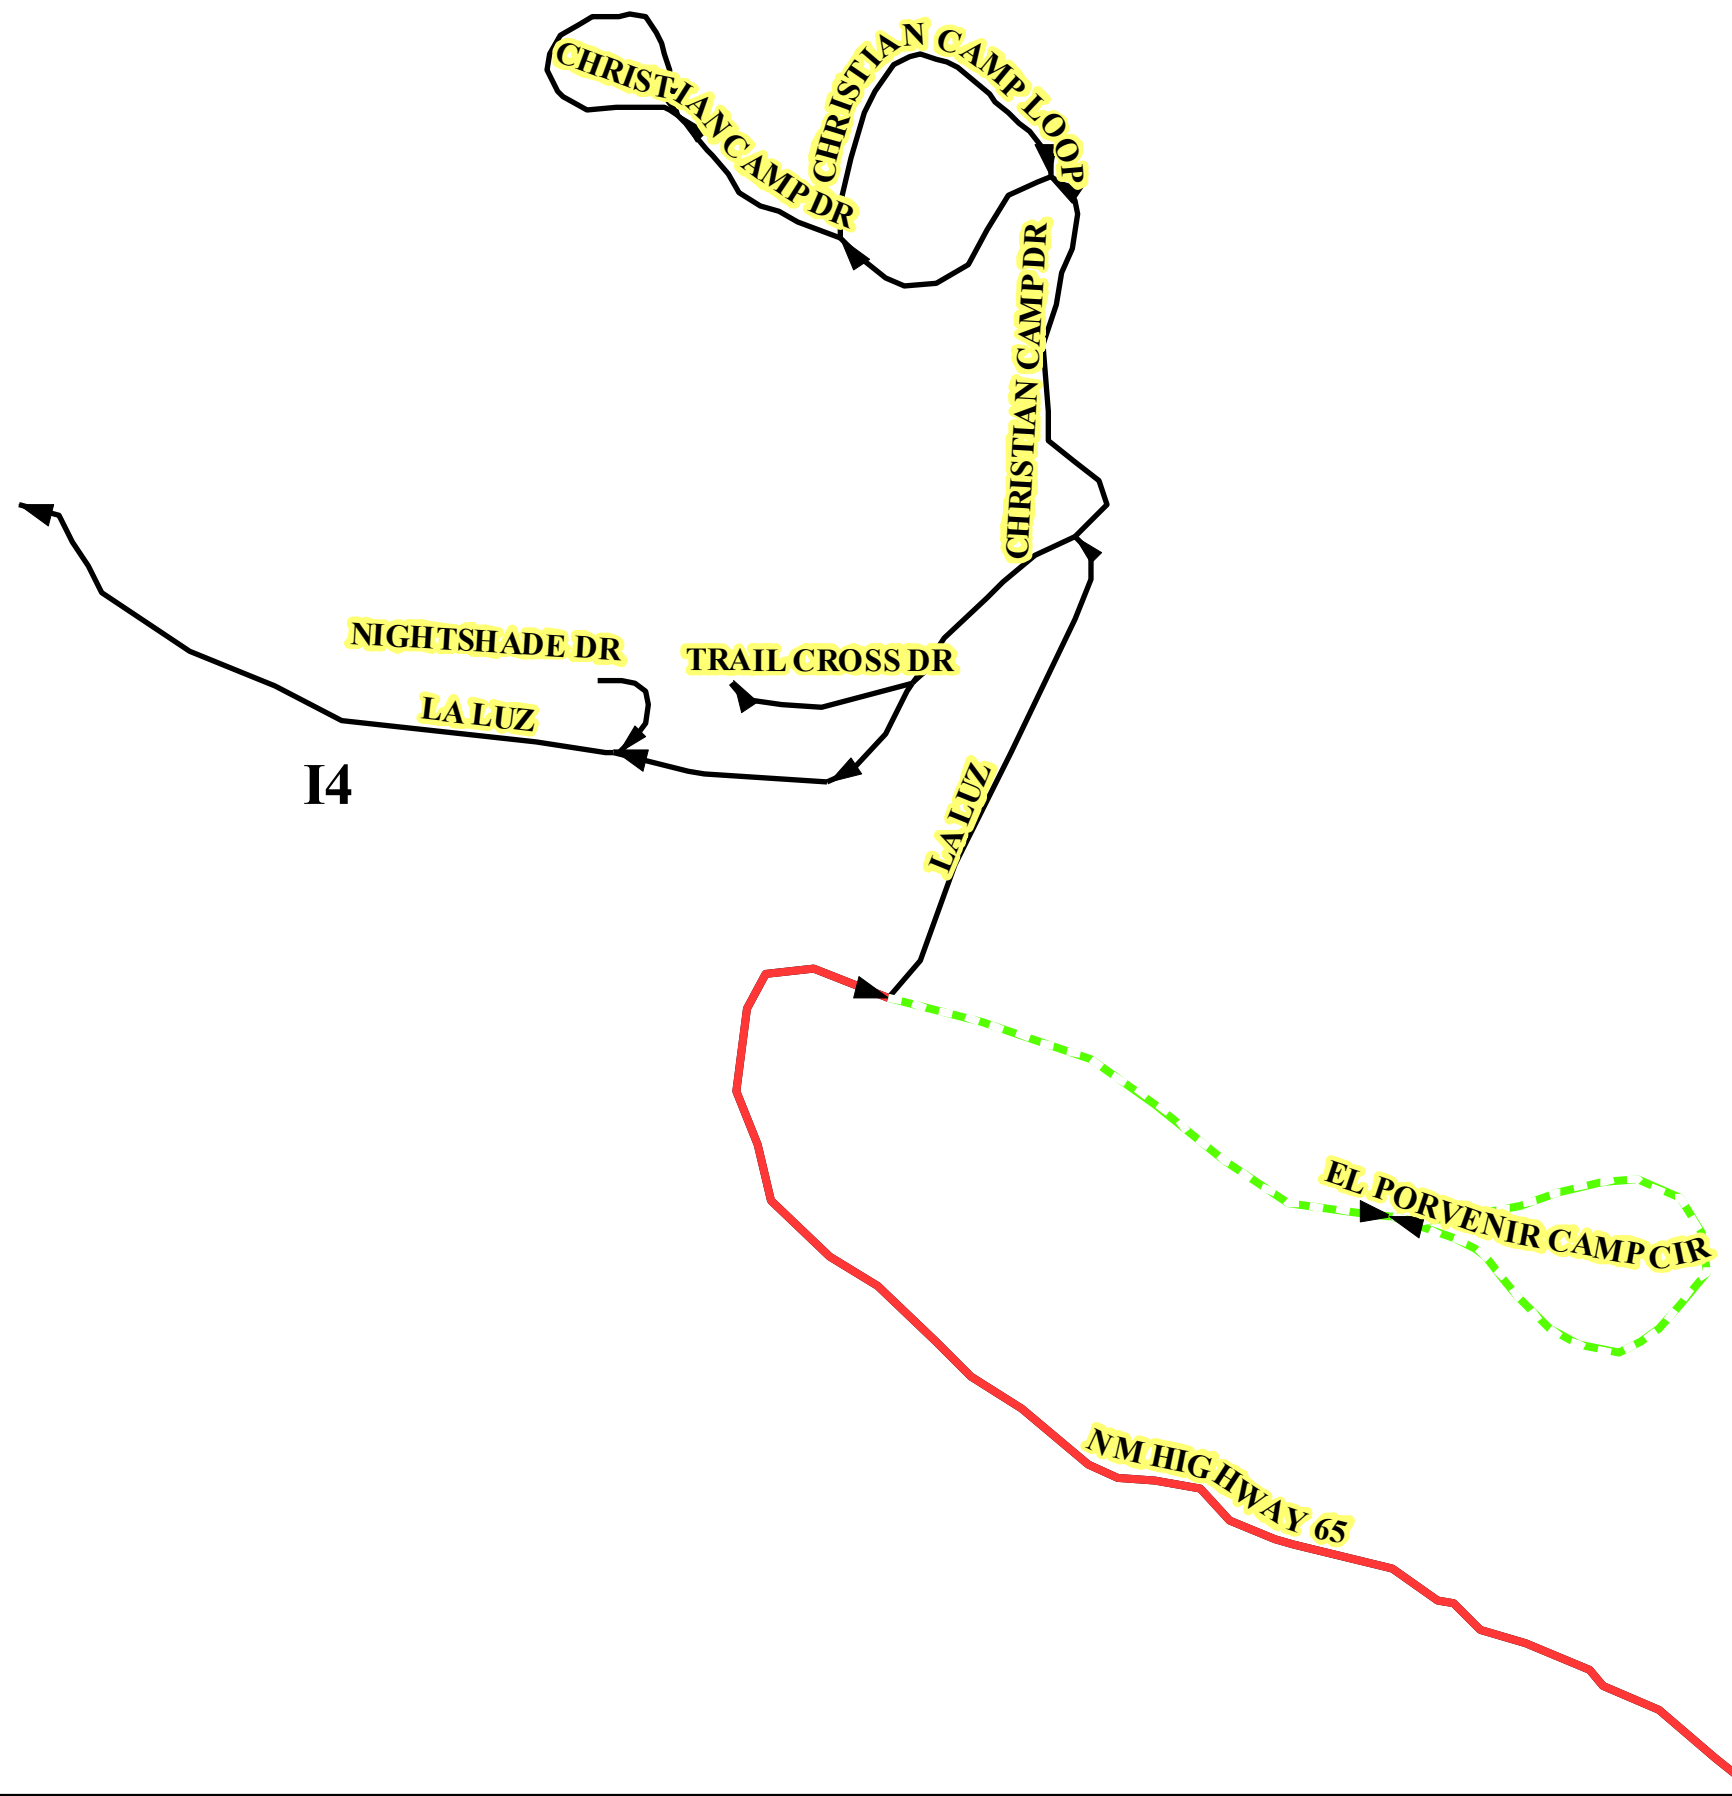 CHRISTIAN CAMP LOOP
CHRISTIAN CAMP DR
CHRISTIAN CAMP DR
NIGHTSHADE DR
TRAIL CROSS DR
LA LUZ
I4
LA LUZ
EL PORVENIR CAMP CIR
NM HIGHWAY 65